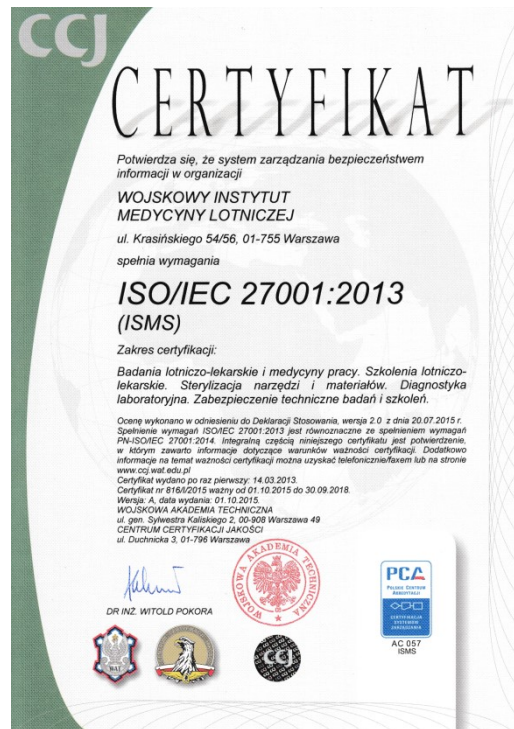 CCJ
CERTYFIKAT
Potwierdza się, że system zarządzania bezpieczeństwem
informacji w organizacji
WOJSKOWY INSTYTUT
MEDYCYNY LOTNICZEJ
ul. Krasińskiego 54/56, 01-755 Warszawa
spełnia wymagania
ISO/IEC 27001:2013
(ISMS)
Zakres certyfikacji:
Badania lotniczo-lekarskie i medycyny pracy. Szkolenia lotniczo-
lekarskie. Sterylizacja narzędzi i materiałów. Diagnostyka
laboratoryjna. Zabezpieczenie techniczne badań i szkoleń.
Ocenę wykonano w odniesieniu do Deklaracji Stosowania, wersja 2.0 z dnia 20.07.2015 r.
Spełnienie wymagań ISO/IEC 27001:2013 jest równoznaczne ze spełnieniem wymagań
PN-ISO/IEC 27001:2014. Integralną częścią niniejszego certyfikatu jest potwierdzenie,
w którym zawarto informacje dotyczące warunków ważności certyfikacji. Dodatkowo
informacje na temat ważności certyfikacji można uzyskać telefonicznie/faxem lub na stronie
www.ccj.wat.edu.pl
Certyfikat wydano po raz pierwszy: 14.03.2013.
Certyfikat nr 816/I/2015 ważny od 01.10.2015 do 30.09.2018.
Wersja: A, data wydania: 01.10.2015.
WOJSKOWA AKADEMIA TECHNICZNA
ul. gen. Sylwestra Kaliskiego 2, 00-908 Warszawa 49
CENTRUM CERTYFIKACJI JAKOŚCI
ul. Duchnicka 3, 01-796 Warszawa
WOJSKOWA AKADEMIA TECHNICZNA
DR INŻ. WITOLD POKORA
WAT
CCJ
PCA
POLSKIE CENTRUM
AKREDYTACJI
CERTYFIKACJA
SYSTEMÓW
ZARZĄDZANIA
AC 057
ISMS